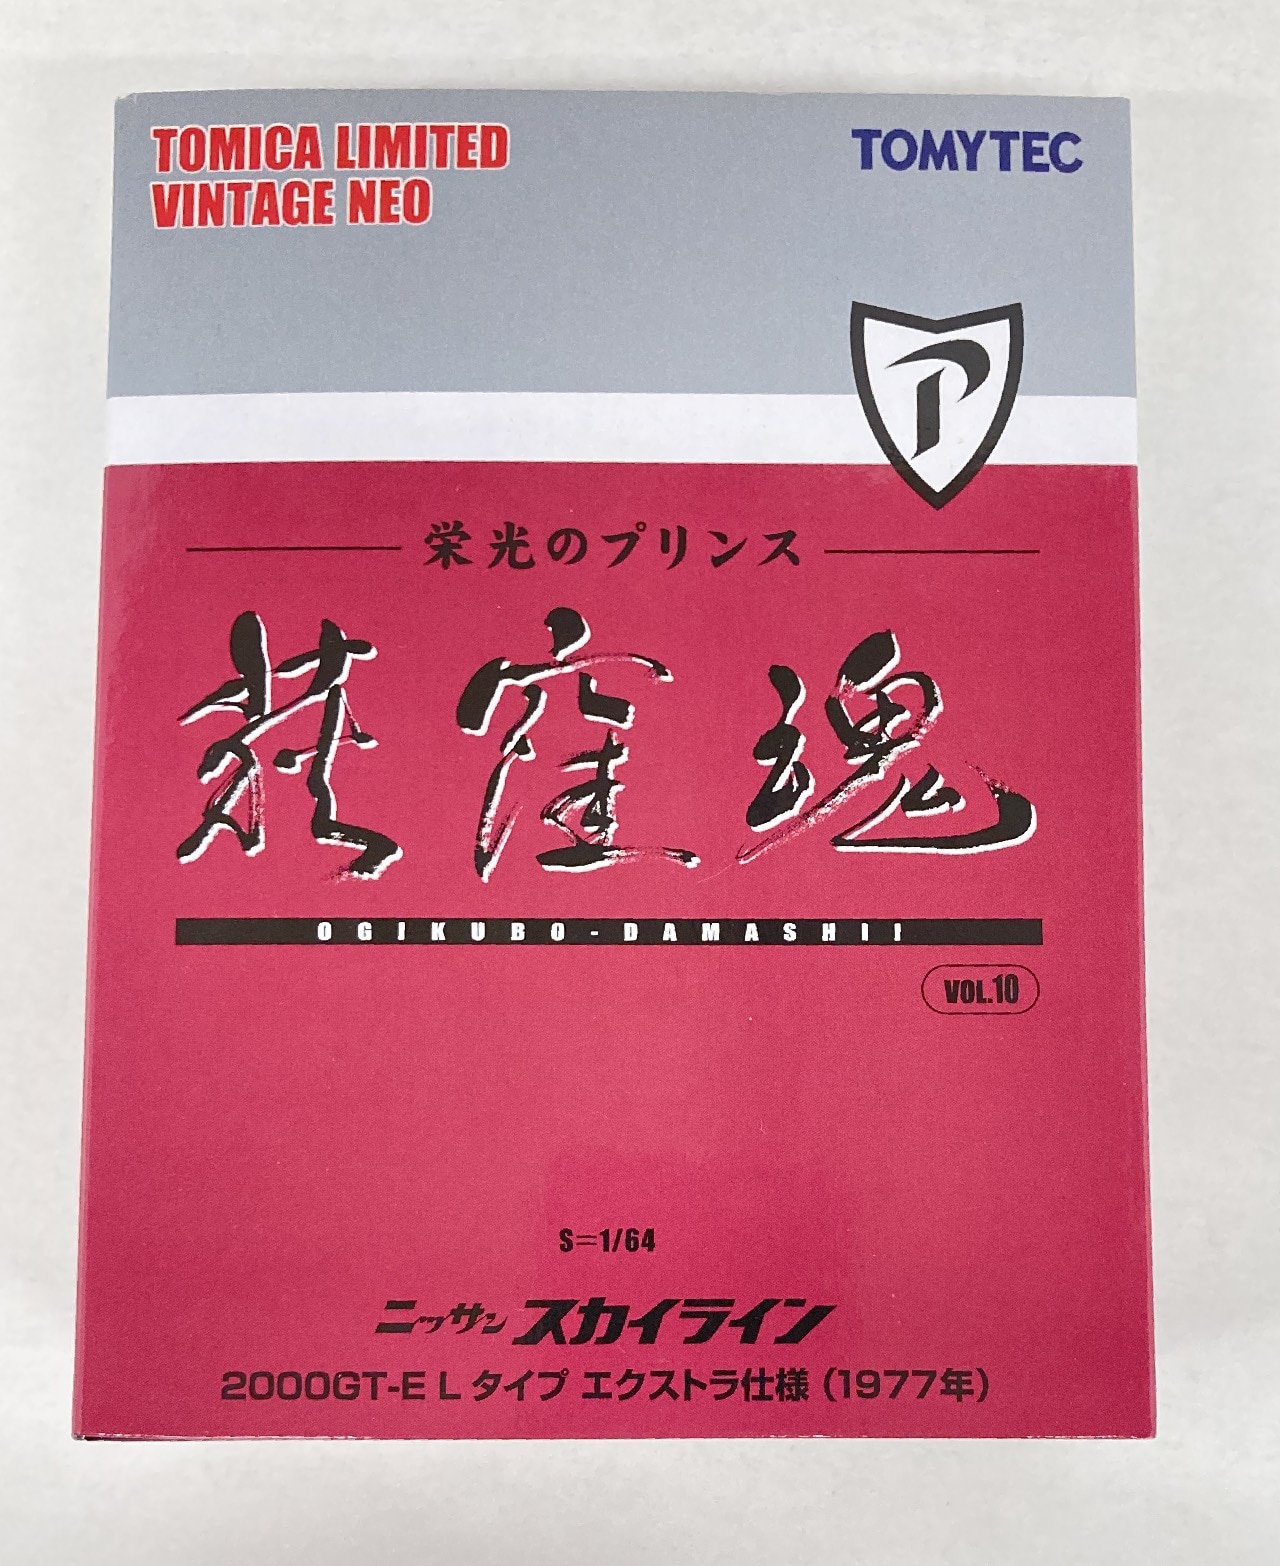 TOMICA LIMITED
VINTAGE NEO
TOMYTEC
P
栄光のプリンス
荻窪魂
OGIKUBO-DAMASHII
VOL.10
S=1/64
ニッサン スカイライン
2000GT-E L タイプ エクストラ仕様（1977年）